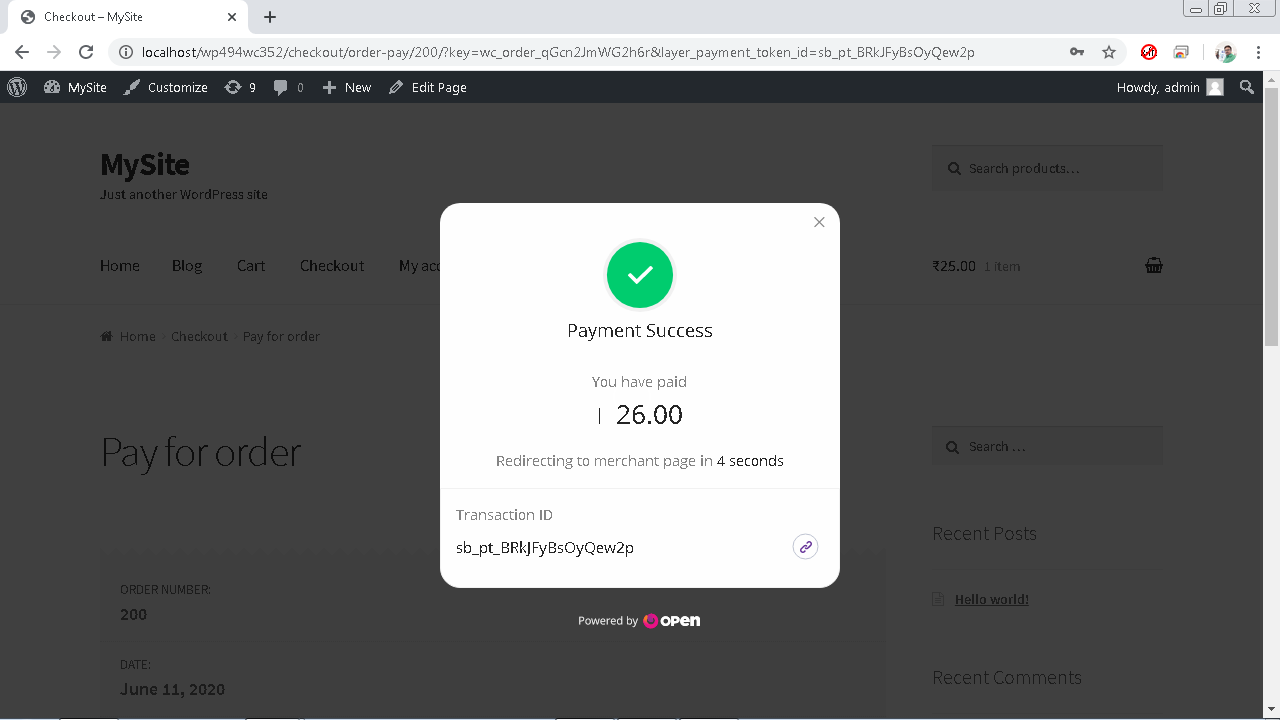 Checkout – MySite
localhost/wp494wc352/checkout/order-pay/200/?key=wc_order_qGcn2JmWG2h6r&layer_payment_token_id=sb_pt_BRkJFyBsOyQew2p
MySite Customize 9 0 New Edit Page Howdy, admin
MySite
Just another WordPress site
Search products…
Home Blog Cart Checkout My acc
₹25.00 1 item
Home Checkout Pay for order
Pay for order
Payment Success
You have paid
26.00
Redirecting to merchant page in 4 seconds
Transaction ID
sb_pt_BRkJFyBsOyQew2p
Powered by open
ORDER NUMBER:
200
DATE:
June 11, 2020
Search …
Recent Posts
Hello world!
Recent Comments